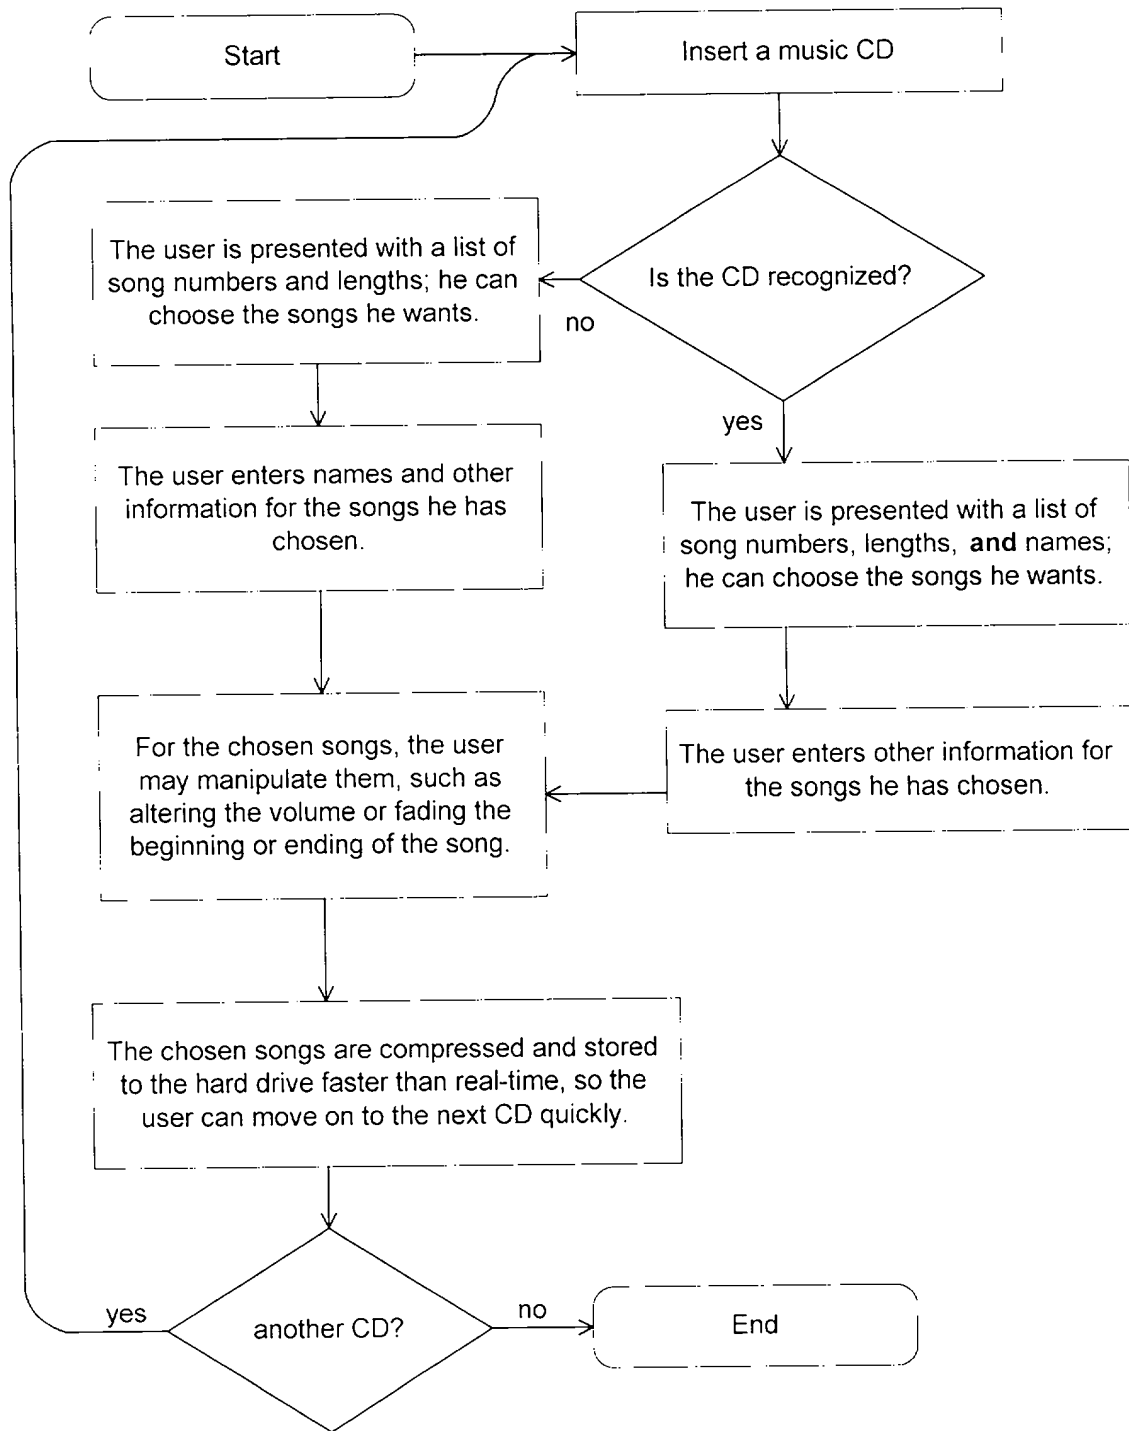 Start
Insert a music CD
Is the CD recognized?
no
yes
The user is presented with a list of
song numbers and lengths; he can
choose the songs he wants.
The user enters names and other
information for the songs he has
chosen.
The user is presented with a list of
song numbers, lengths, and names;
he can choose the songs he wants.
The user enters other information for
the songs he has chosen.
For the chosen songs, the user
may manipulate them, such as
altering the volume or fading the
beginning or ending of the song.
The chosen songs are compressed and stored
to the hard drive faster than real-time, so the
user can move on to the next CD quickly.
another CD?
yes
no
End